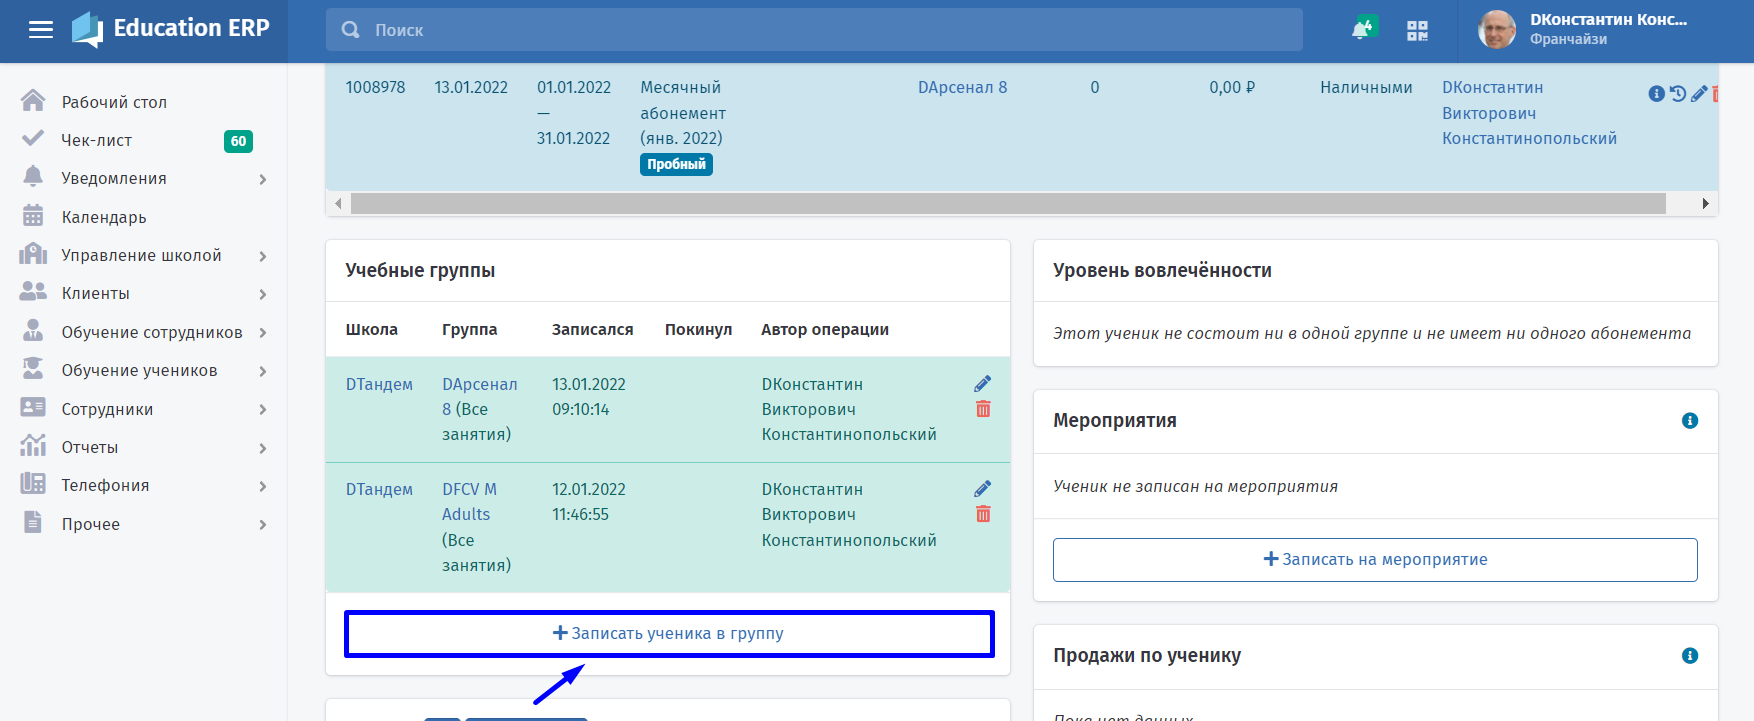 Education ERP
Поиск
4
DКонстантин Конс...
Франчайзи
Рабочий стол
Чек-лист
60
Уведомления
Календарь
Управление школой
Клиенты
Обучение сотрудников
Обучение учеников
Сотрудники
Отчеты
Телефония
Прочее
1008978 13.01.2022 01.01.2022 Месячный DАрсенал 8 0 0,00 ₽ Наличными DКонстантин
— абонемент Викторович
31.01.2022 (янв. 2022) Константинопольский
Пробный
Учебные группы
Школа Группа Записался Покинул Автор операции
DТандем DАрсенал 13.01.2022 DКонстантин
8 (Все 09:10:14 Викторович
занятия) Константинопольский
DТандем DFCV M 12.01.2022 DКонстантин
Adults 11:46:55 Викторович
(Все Константинопольский
занятия)
Записать ученика в группу
Уровень вовлечённости
Этот ученик не состоит ни в одной группе и не имеет ни одного абонемента
Мероприятия
Ученик не записан на мероприятия
Записать на мероприятие
Продажи по ученику
Пока нет данных